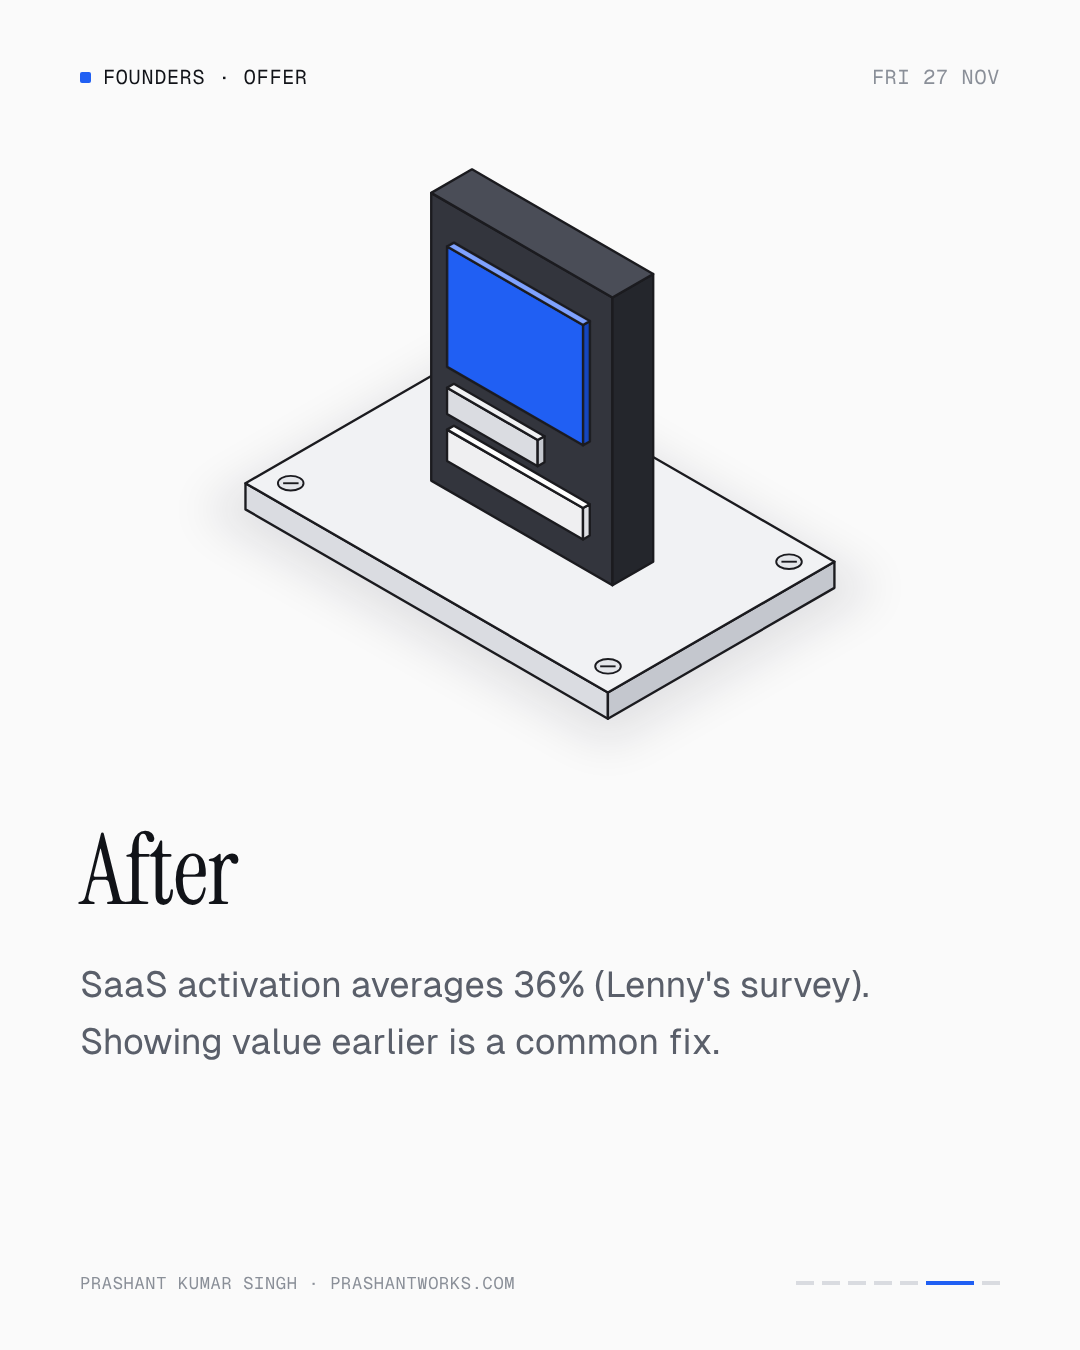 FOUNDERS · OFFER
FRI 27 NOV
After
SaaS activation averages 36% (Lenny's survey).
Showing value earlier is a common fix.
PRASHANT KUMAR SINGH · PRASHANTWORKS.COM